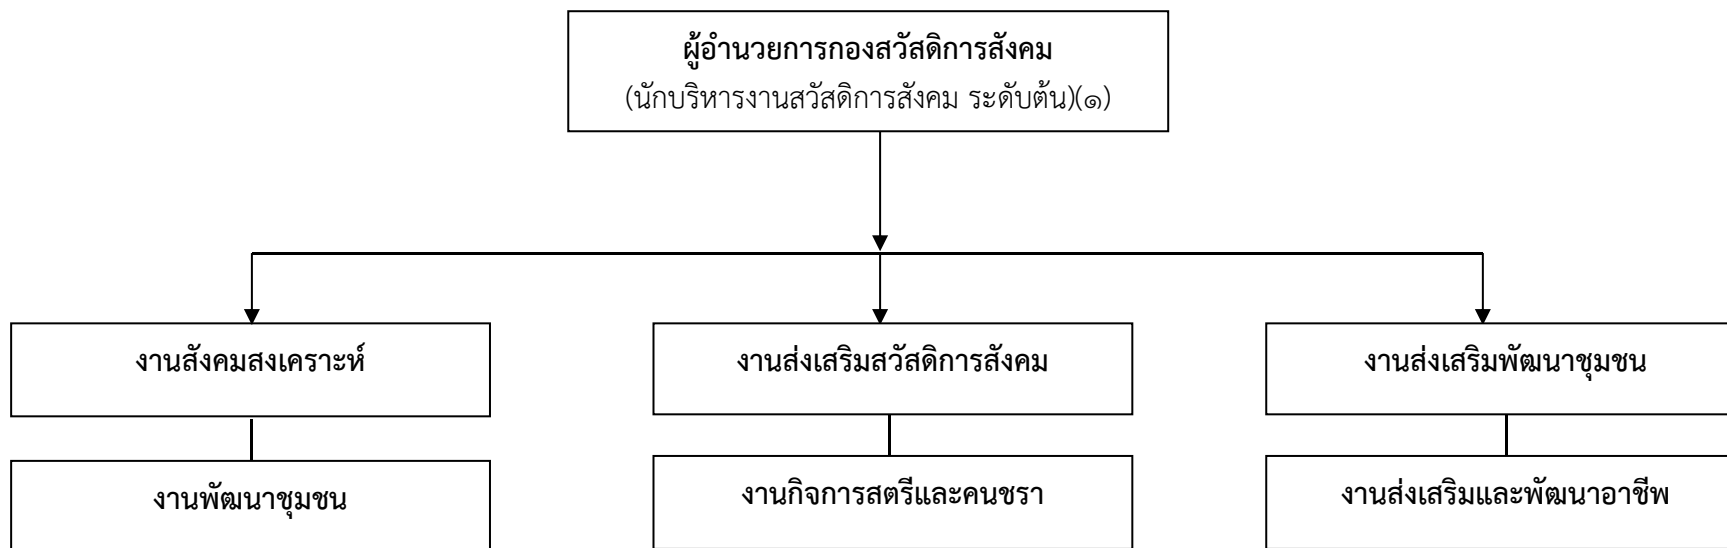 ผู้อำนวยการกองสวัสดิการสังคม
(นักบริหารงานสวัสดิการสังคม ระดับต้น)(๑)
งานสังคมสงเคราะห์
งานส่งเสริมสวัสดิการสังคม
งานส่งเสริมพัฒนาชุมชน
งานพัฒนาชุมชน
งานกิจการสตรีและคนชรา
งานส่งเสริมและพัฒนาอาชีพ